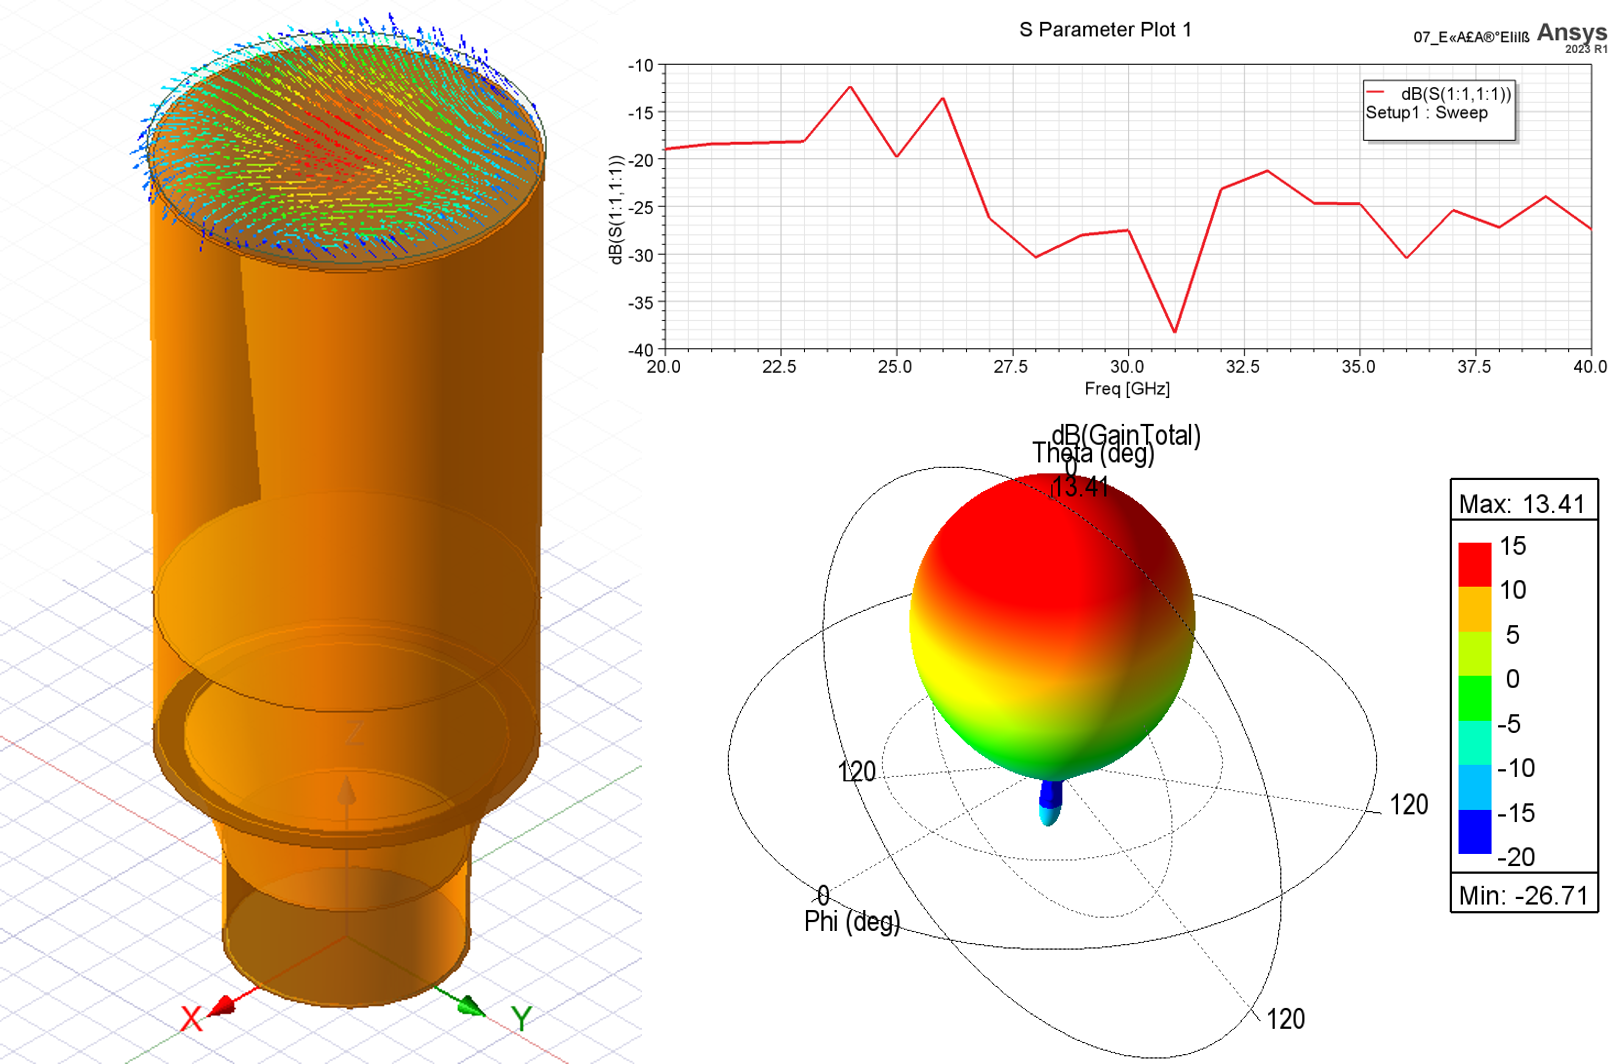 S Parameter Plot 1
07_E«A£A®°Elilß Ansys
2023 R1
dB(S(1:1,1:1))
Setup1 : Sweep
dB(S(1:1,1:1))
-10
-15
-20
-25
-30
-35
-40
20.0 22.5 25.0 27.5 30.0 32.5 35.0 37.5 40.0
Freq [GHz]
dB(GainTotal)
Theta (deg)
0
13.41
120
120
0
Phi (deg)
120
Max: 13.41
15
10
5
0
-5
-10
-15
-20
Min: -26.71
Z
X
Y